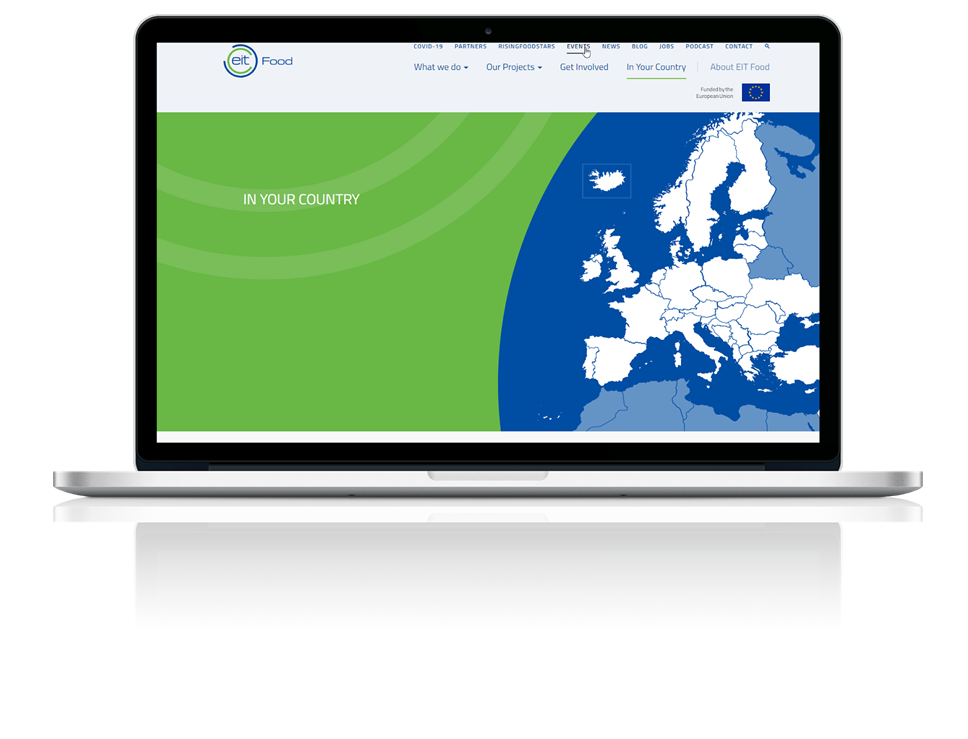 COVID-19 PARTNERS RISINGFOODSTARS EVENTS NEWS BLOG JOBS PODCAST CONTACT
eit Food
What we do Our Projects Get Involved In Your Country About EIT Food
Funded by the
European Union
IN YOUR COUNTRY